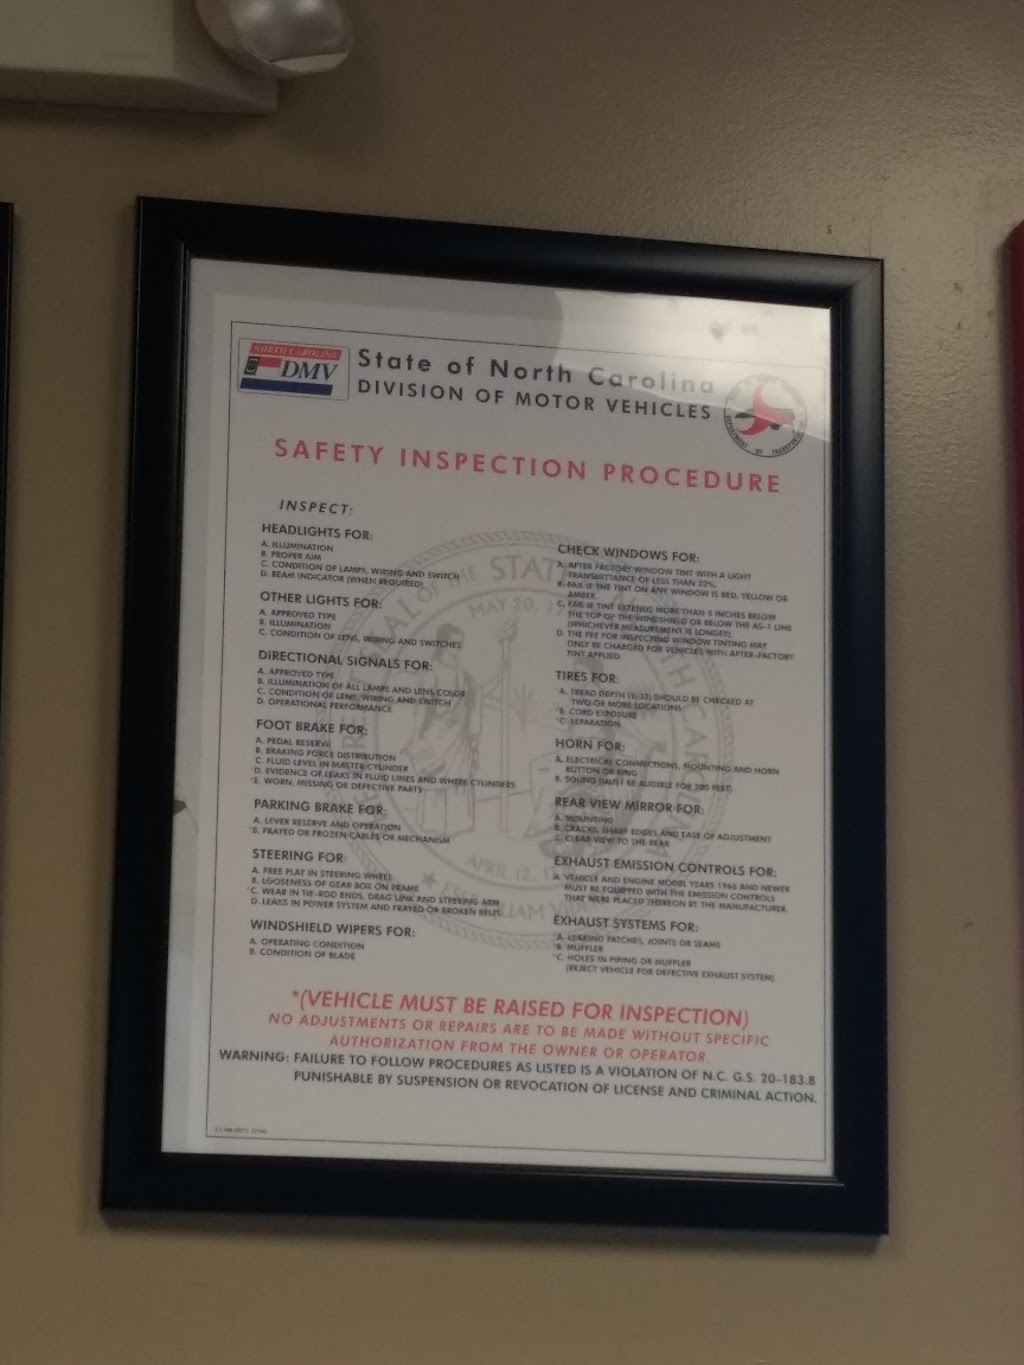 NORTH CAROLINA
DMV
State of North Carolina
DIVISION OF MOTOR VEHICLES
SAFETY INSPECTION PROCEDURE
INSPECT:
HEADLIGHTS FOR:
A. ILLUMINATION
B. PROPER AIM
C. CONDITION OF LAMPS, WIRING AND SWITCH
D. BEAM INDICATOR (WHEN REQUIRED)
OTHER LIGHTS FOR:
A. APPROVED TYPE
B. ILLUMINATION
C. CONDITION OF LENS, WIRING AND SWITCHES
DIRECTIONAL SIGNALS FOR:
A. APPROVED TYPE
B. ILLUMINATION OF ALL LAMPS AND LENS COLOR
C. CONDITION OF LENS, WIRING AND SWITCH
D. OPERATIONAL PERFORMANCE
FOOT BRAKE FOR:
A. PEDAL RESERVE
B. BRAKING FORCE DISTRIBUTION
C. FLUID LEVEL IN MASTER CYLINDER
*D. EVIDENCE OF LEAKS IN FLUID LINES AND WHEEL CYLINDERS
*E. WORN, MISSING OR DEFECTIVE PARTS
PARKING BRAKE FOR:
A. LEVER RESERVE AND OPERATION
*B. FRAYED OR FROZEN CABLES OR MECHANISM
STEERING FOR:
A. FREE PLAY IN STEERING WHEEL
B. LOOSENESS OF GEAR BOX ON FRAME
*C. WEAR IN TIE-ROD ENDS, DRAG LINK AND STEERING ARM
D. LEAKS IN POWER SYSTEM AND FRAYED OR BROKEN BELTS
WINDSHIELD WIPERS FOR:
A. OPERATING CONDITION
B. CONDITION OF BLADE
CHECK WINDOWS FOR:
A. AFTER FACTORY WINDOW TINT WITH A LIGHT
TRANSMITTANCE OF LESS THAN 32%.
B. FAIL IF THE TINT ON ANY WINDOW IS RED, YELLOW OR
AMBER.
C. FAIL IF TINT EXTENDS MORE THAN 5 INCHES BELOW
THE TOP OF THE WINDSHIELD OR BELOW THE AS-1 LINE
(WHICHEVER MEASUREMENT IS LONGER).
D. THE FEE FOR INSPECTING WINDOW TINTING MAY
ONLY BE CHARGED FOR VEHICLES WITH AFTER-FACTORY
TINT APPLIED
TIRES FOR:
*A. TREAD DEPTH (2/32) SHOULD BE CHECKED AT
TWO OR MORE LOCATIONS
*B. CORD EXPOSURE
*C. SEPARATION
HORN FOR:
A. ELECTRICAL CONNECTIONS, MOUNTING AND HORN
BUTTON OR RING
B. SOUND (MUST BE AUDIBLE FOR 200 FEET)
REAR VIEW MIRROR FOR:
A. MOUNTING
B. CRACKS, SHARP EDGES AND EASE OF ADJUSTMENT
C. CLEAR VIEW TO THE REAR
EXHAUST EMISSION CONTROLS FOR:
A. VEHICLE AND ENGINE MODEL YEARS 1968 AND NEWER
MUST BE EQUIPPED WITH THE EMISSION CONTROLS
THAT WERE PLACED THEREON BY THE MANUFACTURER.
EXHAUST SYSTEMS FOR:
*A. LEAKING PATCHES, JOINTS OR SEAMS
*B. MUFFLER
*C. HOLES IN PIPING OR MUFFLER
(REJECT VEHICLE FOR DEFECTIVE EXHAUST SYSTEM)
*(VEHICLE MUST BE RAISED FOR INSPECTION)
NO ADJUSTMENTS OR REPAIRS ARE TO BE MADE WITHOUT SPECIFIC
AUTHORIZATION FROM THE OWNER OR OPERATOR.
WARNING: FAILURE TO FOLLOW PROCEDURES AS LISTED IS A VIOLATION OF N.C. G.S. 20-183.8
PUNISHABLE BY SUSPENSION OR REVOCATION OF LICENSE AND CRIMINAL ACTION.